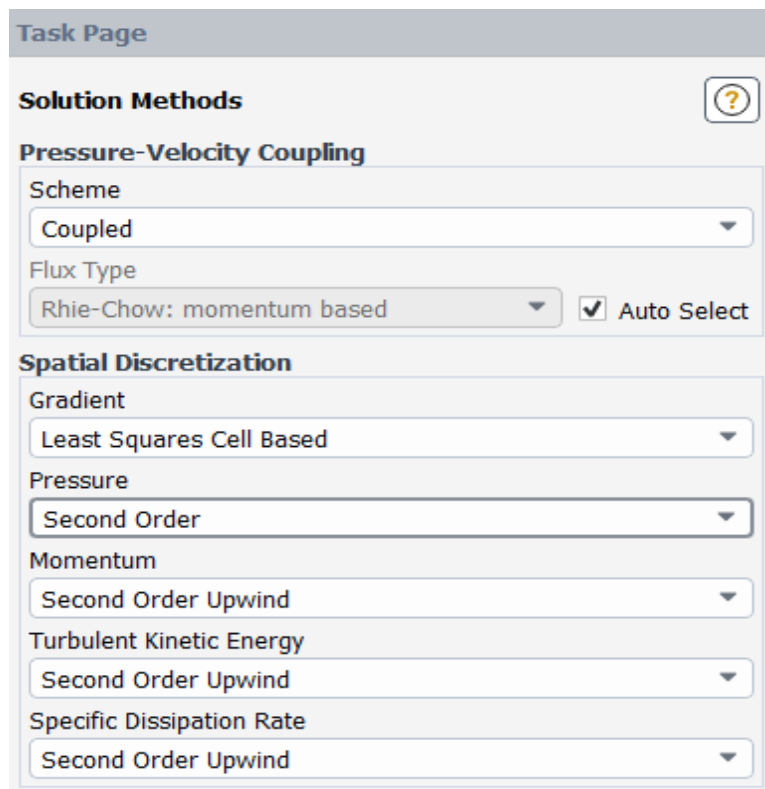 Task Page
Solution Methods
?
Pressure-Velocity Coupling
Scheme
Coupled
Flux Type
Rhie-Chow: momentum based
Auto Select
Spatial Discretization
Gradient
Least Squares Cell Based
Pressure
Second Order
Momentum
Second Order Upwind
Turbulent Kinetic Energy
Second Order Upwind
Specific Dissipation Rate
Second Order Upwind